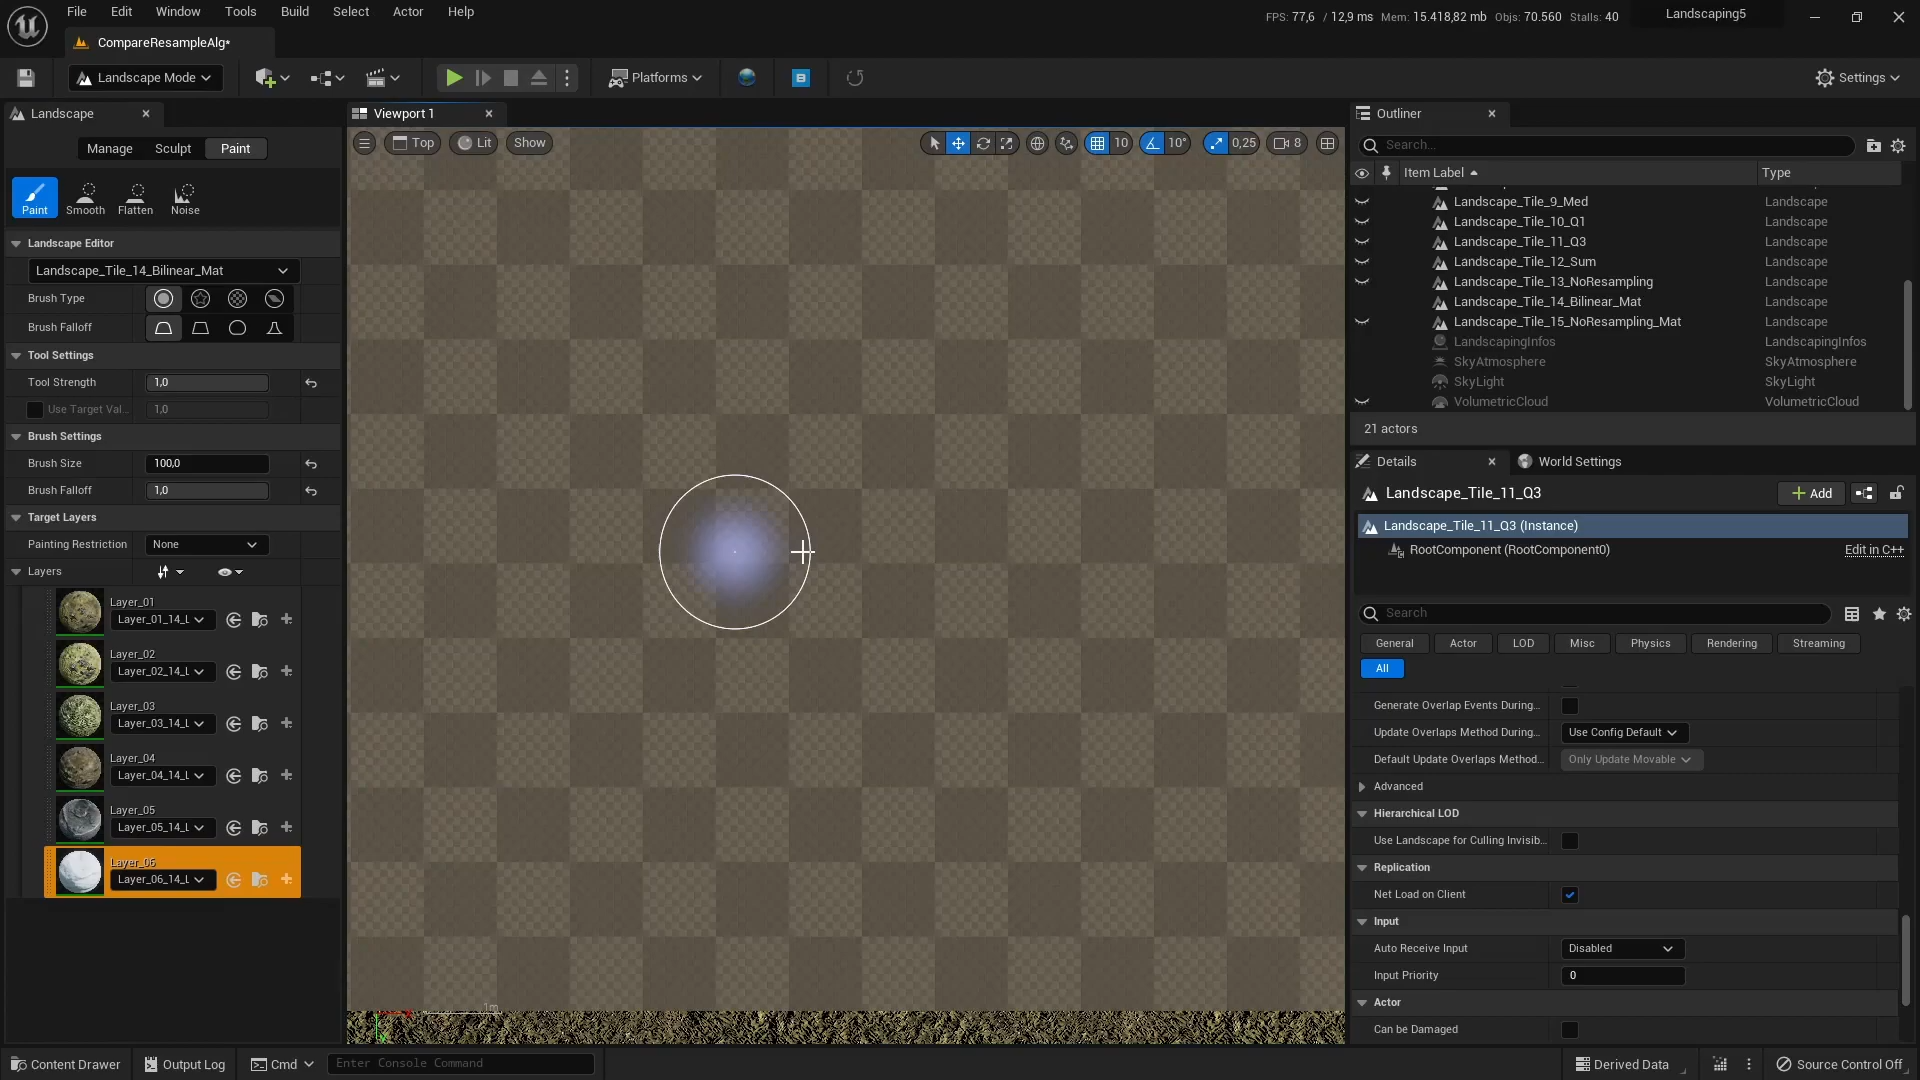 File Edit Window Tools Build Select Actor Help
FPS: 77,6 / 12,9 ms Mem: 15.418,82 mb Objs: 70.560 Stalls: 40
Landscaping5
CompareResampleAlg*
Landscape Mode
Platforms
Settings
Landscape
Viewport 1
Outliner
Manage Sculpt Paint
Top Lit Show
10 10° 0,25 8
Search...
Item Label Type
Paint Smooth Flatten Noise
Landscape_Tile_9_Med Landscape
Landscape_Tile_10_Q1 Landscape
Landscape_Tile_11_Q3 Landscape
Landscape_Tile_12_Sum Landscape
Landscape_Tile_13_NoResampling Landscape
Landscape_Tile_14_Bilinear_Mat Landscape
Landscape_Tile_15_NoResampling_Mat Landscape
LandscapingInfos LandscapingInfos
SkyAtmosphere SkyAtmosphere
SkyLight SkyLight
VolumetricCloud VolumetricCloud
21 actors
Landscape Editor
Landscape_Tile_14_Bilinear_Mat
Brush Type
Brush Falloff
Tool Settings
Tool Strength 1,0
Use Target Val... 1,0
Brush Settings
Brush Size 100,0
Brush Falloff 1,0
Target Layers
Painting Restriction None
Layers
Layer_01
Layer_01_14_L
Layer_02
Layer_02_14_L
Layer_03
Layer_03_14_L
Layer_04
Layer_04_14_L
Layer_05
Layer_05_14_L
Layer_06
Layer_06_14_L
1m
Details World Settings
Landscape_Tile_11_Q3
Add
Landscape_Tile_11_Q3 (Instance)
RootComponent (RootComponent0) Edit in C++
Search
General Actor LOD Misc Physics Rendering Streaming
All
Generate Overlap Events During...
Update Overlaps Method During... Use Config Default
Default Update Overlaps Method... Only Update Movable
Advanced
Hierarchical LOD
Use Landscape for Culling Invisib...
Replication
Net Load on Client
Input
Auto Receive Input Disabled
Input Priority 0
Actor
Can be Damaged
Content Drawer Output Log Cmd Enter Console Command
Derived Data Source Control Off